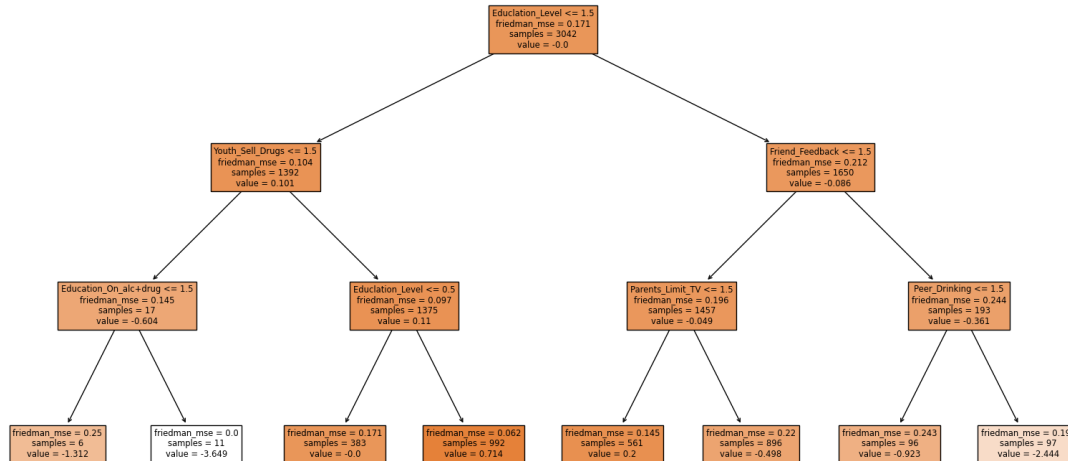 Educlation_Level <= 1.5
friedman_mse = 0.171
samples = 3042
value = -0.0
Youth_Sell_Drugs <= 1.5
friedman_mse = 0.104
samples = 1392
value = 0.101
Friend_Feedback <= 1.5
friedman_mse = 0.212
samples = 1650
value = -0.086
Education_On_alc+drug <= 1.5
friedman_mse = 0.145
samples = 17
value = -0.604
Educlation_Level <= 0.5
friedman_mse = 0.097
samples = 1375
value = 0.11
Parents_Limit_TV <= 1.5
friedman_mse = 0.196
samples = 1457
value = -0.049
Peer_Drinking <= 1.5
friedman_mse = 0.244
samples = 193
value = -0.361
friedman_mse = 0.25
samples = 6
value = -1.312
friedman_mse = 0.0
samples = 11
value = -3.649
friedman_mse = 0.171
samples = 383
value = -0.0
friedman_mse = 0.062
samples = 992
value = 0.714
friedman_mse = 0.145
samples = 561
value = 0.2
friedman_mse = 0.22
samples = 896
value = -0.498
friedman_mse = 0.243
samples = 96
value = -0.923
friedman_mse = 0.19
samples = 97
value = -2.444